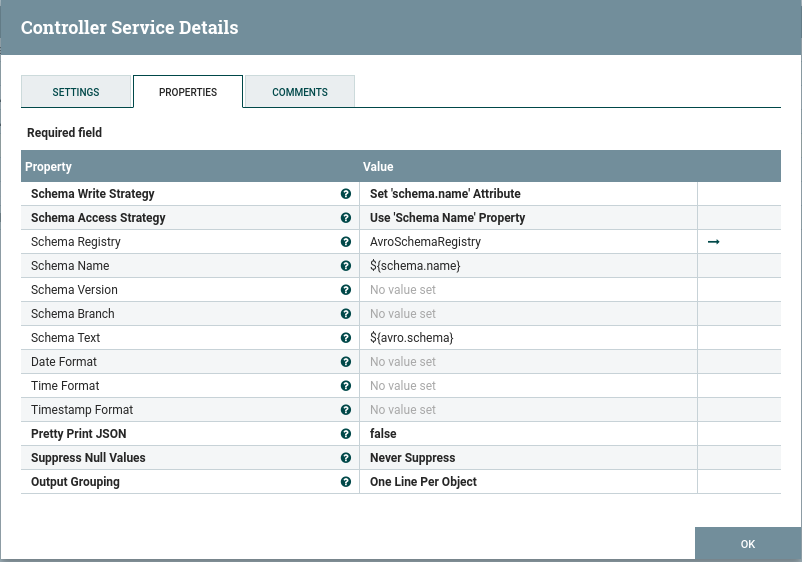 Controller Service Details
SETTINGS PROPERTIES COMMENTS
Required field
Property Value
Schema Write Strategy Set 'schema.name' Attribute
Schema Access Strategy Use 'Schema Name' Property
Schema Registry AvroSchemaRegistry
Schema Name ${schema.name}
Schema Version No value set
Schema Branch No value set
Schema Text ${avro.schema}
Date Format No value set
Time Format No value set
Timestamp Format No value set
Pretty Print JSON false
Suppress Null Values Never Suppress
Output Grouping One Line Per Object
OK